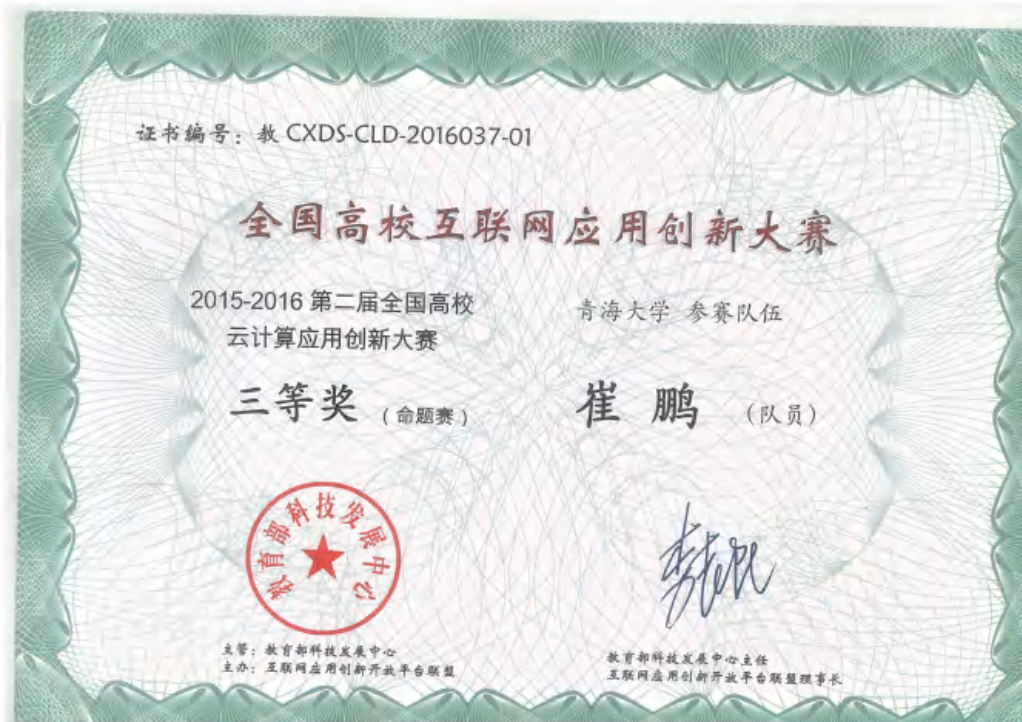 证书编号：教 CXDS-CLD-2016037-01
全国高校互联网应用创新大赛
2015-2016 第二届全国高校
云计算应用创新大赛
青海大学 参赛队伍
三等奖（命题赛）
崔 鹏 （队员）
教育部科技发展中心
主管：教育部科技发展中心
主办：互联网应用创新开放平台联盟
教育部科技发展中心主任
互联网应用创新开放平台联盟理事长